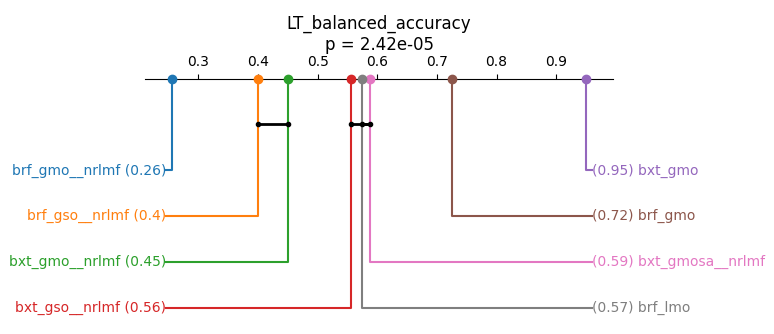 LT_balanced_accuracy
p = 2.42e-05
0.3 0.4 0.5 0.6 0.7 0.8 0.9
brf_gmo__nrlmf (0.26) (0.95) bxt_gmo
brf_gso__nrlmf (0.4) (0.72) brf_gmo
bxt_gmo__nrlmf (0.45) (0.59) bxt_gmosa__nrlmf
bxt_gso__nrlmf (0.56) (0.57) brf_lmo